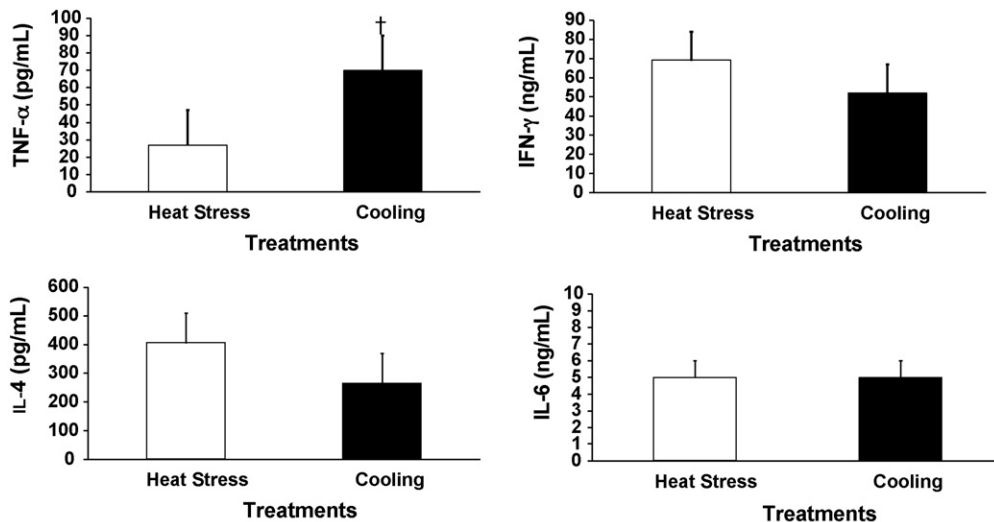 TNF-α (pg/mL)
100
90
80
70
60
50
40
30
20
10
0
†
Heat Stress
Cooling
Treatments
IFN-γ (ng/mL)
90
80
70
60
50
40
30
20
10
0
Heat Stress
Cooling
Treatments
IL-4 (pg/mL)
600
500
400
300
200
100
0
Heat Stress
Cooling
Treatments
IL-6 (ng/mL)
10
9
8
7
6
5
4
3
2
1
0
Heat Stress
Cooling
Treatments